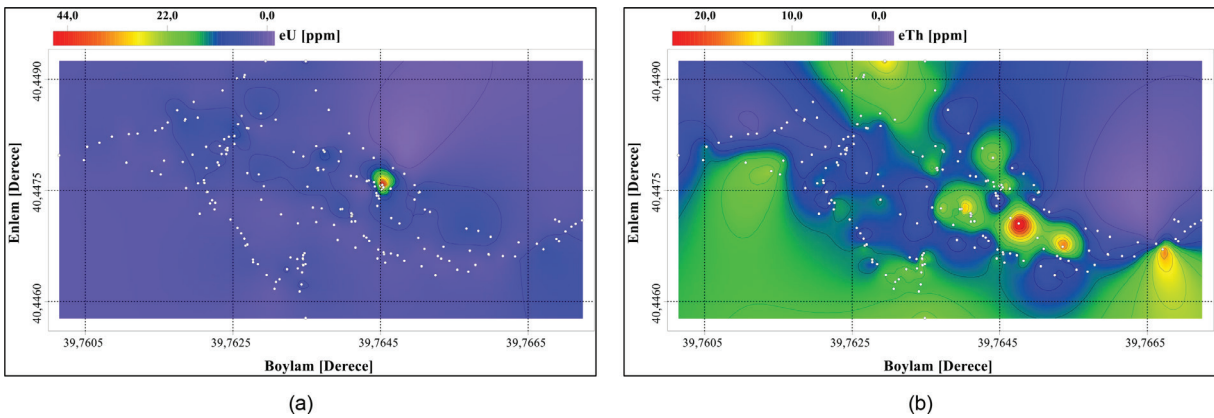 44,0 22,0 0,0
eU [ppm]
40,4490
40,4475
40,4460
Enlem [Derece]
39,7605 39,7625 39,7645 39,7665
Boylam [Derece]
(a)
20,0 10,0 0,0
eTh [ppm]
40,4490
40,4475
40,4460
Enlem [Derece]
39,7605 39,7625 39,7645 39,7665
Boylam [Derece]
(b)